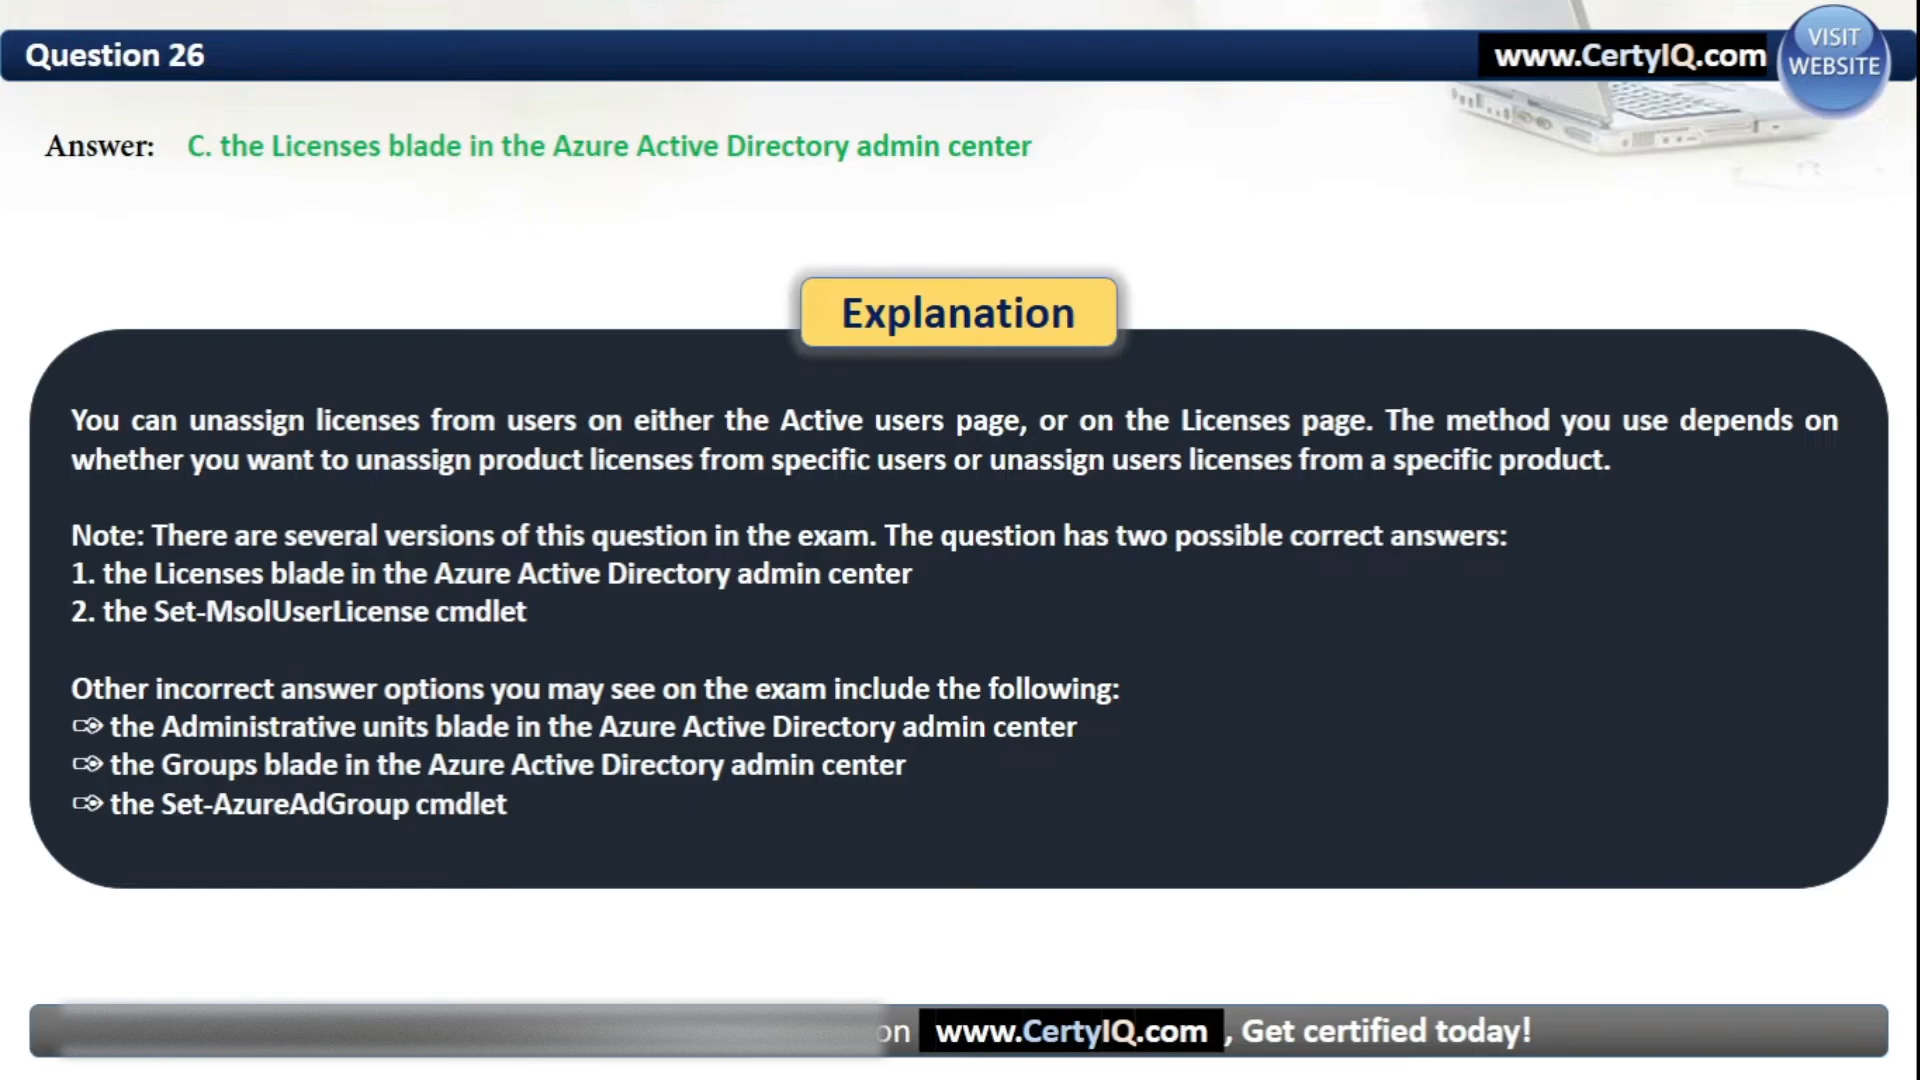 Question 26
www.CertyIQ.com
VISIT
WEBSITE
Answer: C. the Licenses blade in the Azure Active Directory admin center
Explanation
You can unassign licenses from users on either the Active users page, or on the Licenses page. The method you use depends on
whether you want to unassign product licenses from specific users or unassign users licenses from a specific product.
Note: There are several versions of this question in the exam. The question has two possible correct answers:
1. the Licenses blade in the Azure Active Directory admin center
2. the Set-MsolUserLicense cmdlet
Other incorrect answer options you may see on the exam include the following:
the Administrative units blade in the Azure Active Directory admin center
the Groups blade in the Azure Active Directory admin center
the Set-AzureAdGroup cmdlet
on www.CertyIQ.com , Get certified today!